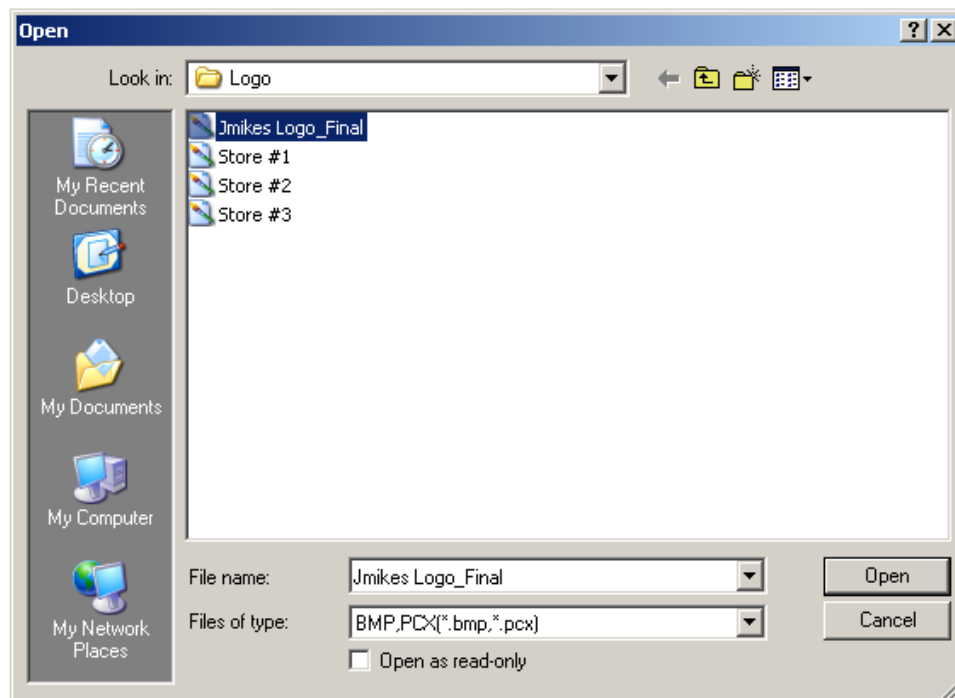 Open
Look in: Logo
My Recent
Documents
Desktop
My Documents
My Computer
My Network
Places
Jmikes Logo_Final
Store #1
Store #2
Store #3
File name: Jmikes Logo_Final Open
Files of type: BMP,PCX(*.bmp,*.pcx) Cancel
Open as read-only